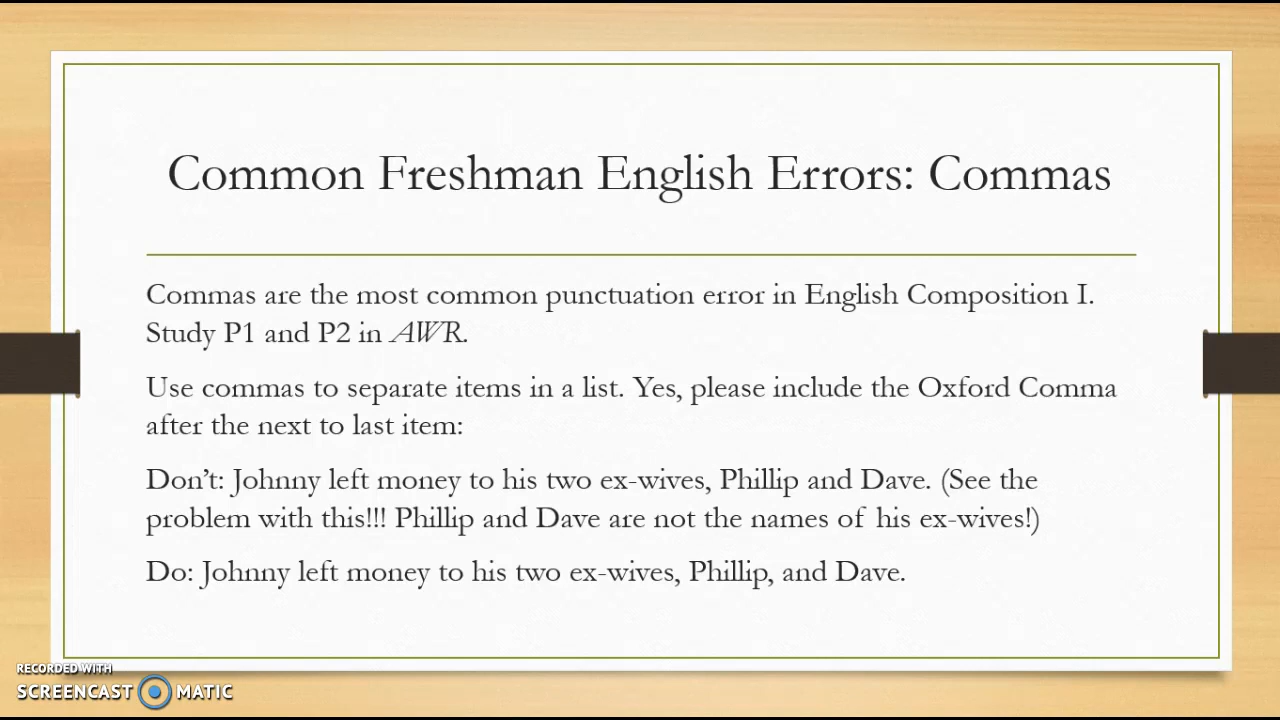 Common Freshman English Errors: Commas
Commas are the most common punctuation error in English Composition I.
Study P1 and P2 in AWR.
Use commas to separate items in a list. Yes, please include the Oxford Comma
after the next to last item:
Don’t: Johnny left money to his two ex-wives, Phillip and Dave. (See the
problem with this!!! Phillip and Dave are not the names of his ex-wives!)
Do: Johnny left money to his two ex-wives, Phillip, and Dave.
RECORDED WITH
SCREENCAST MATIC